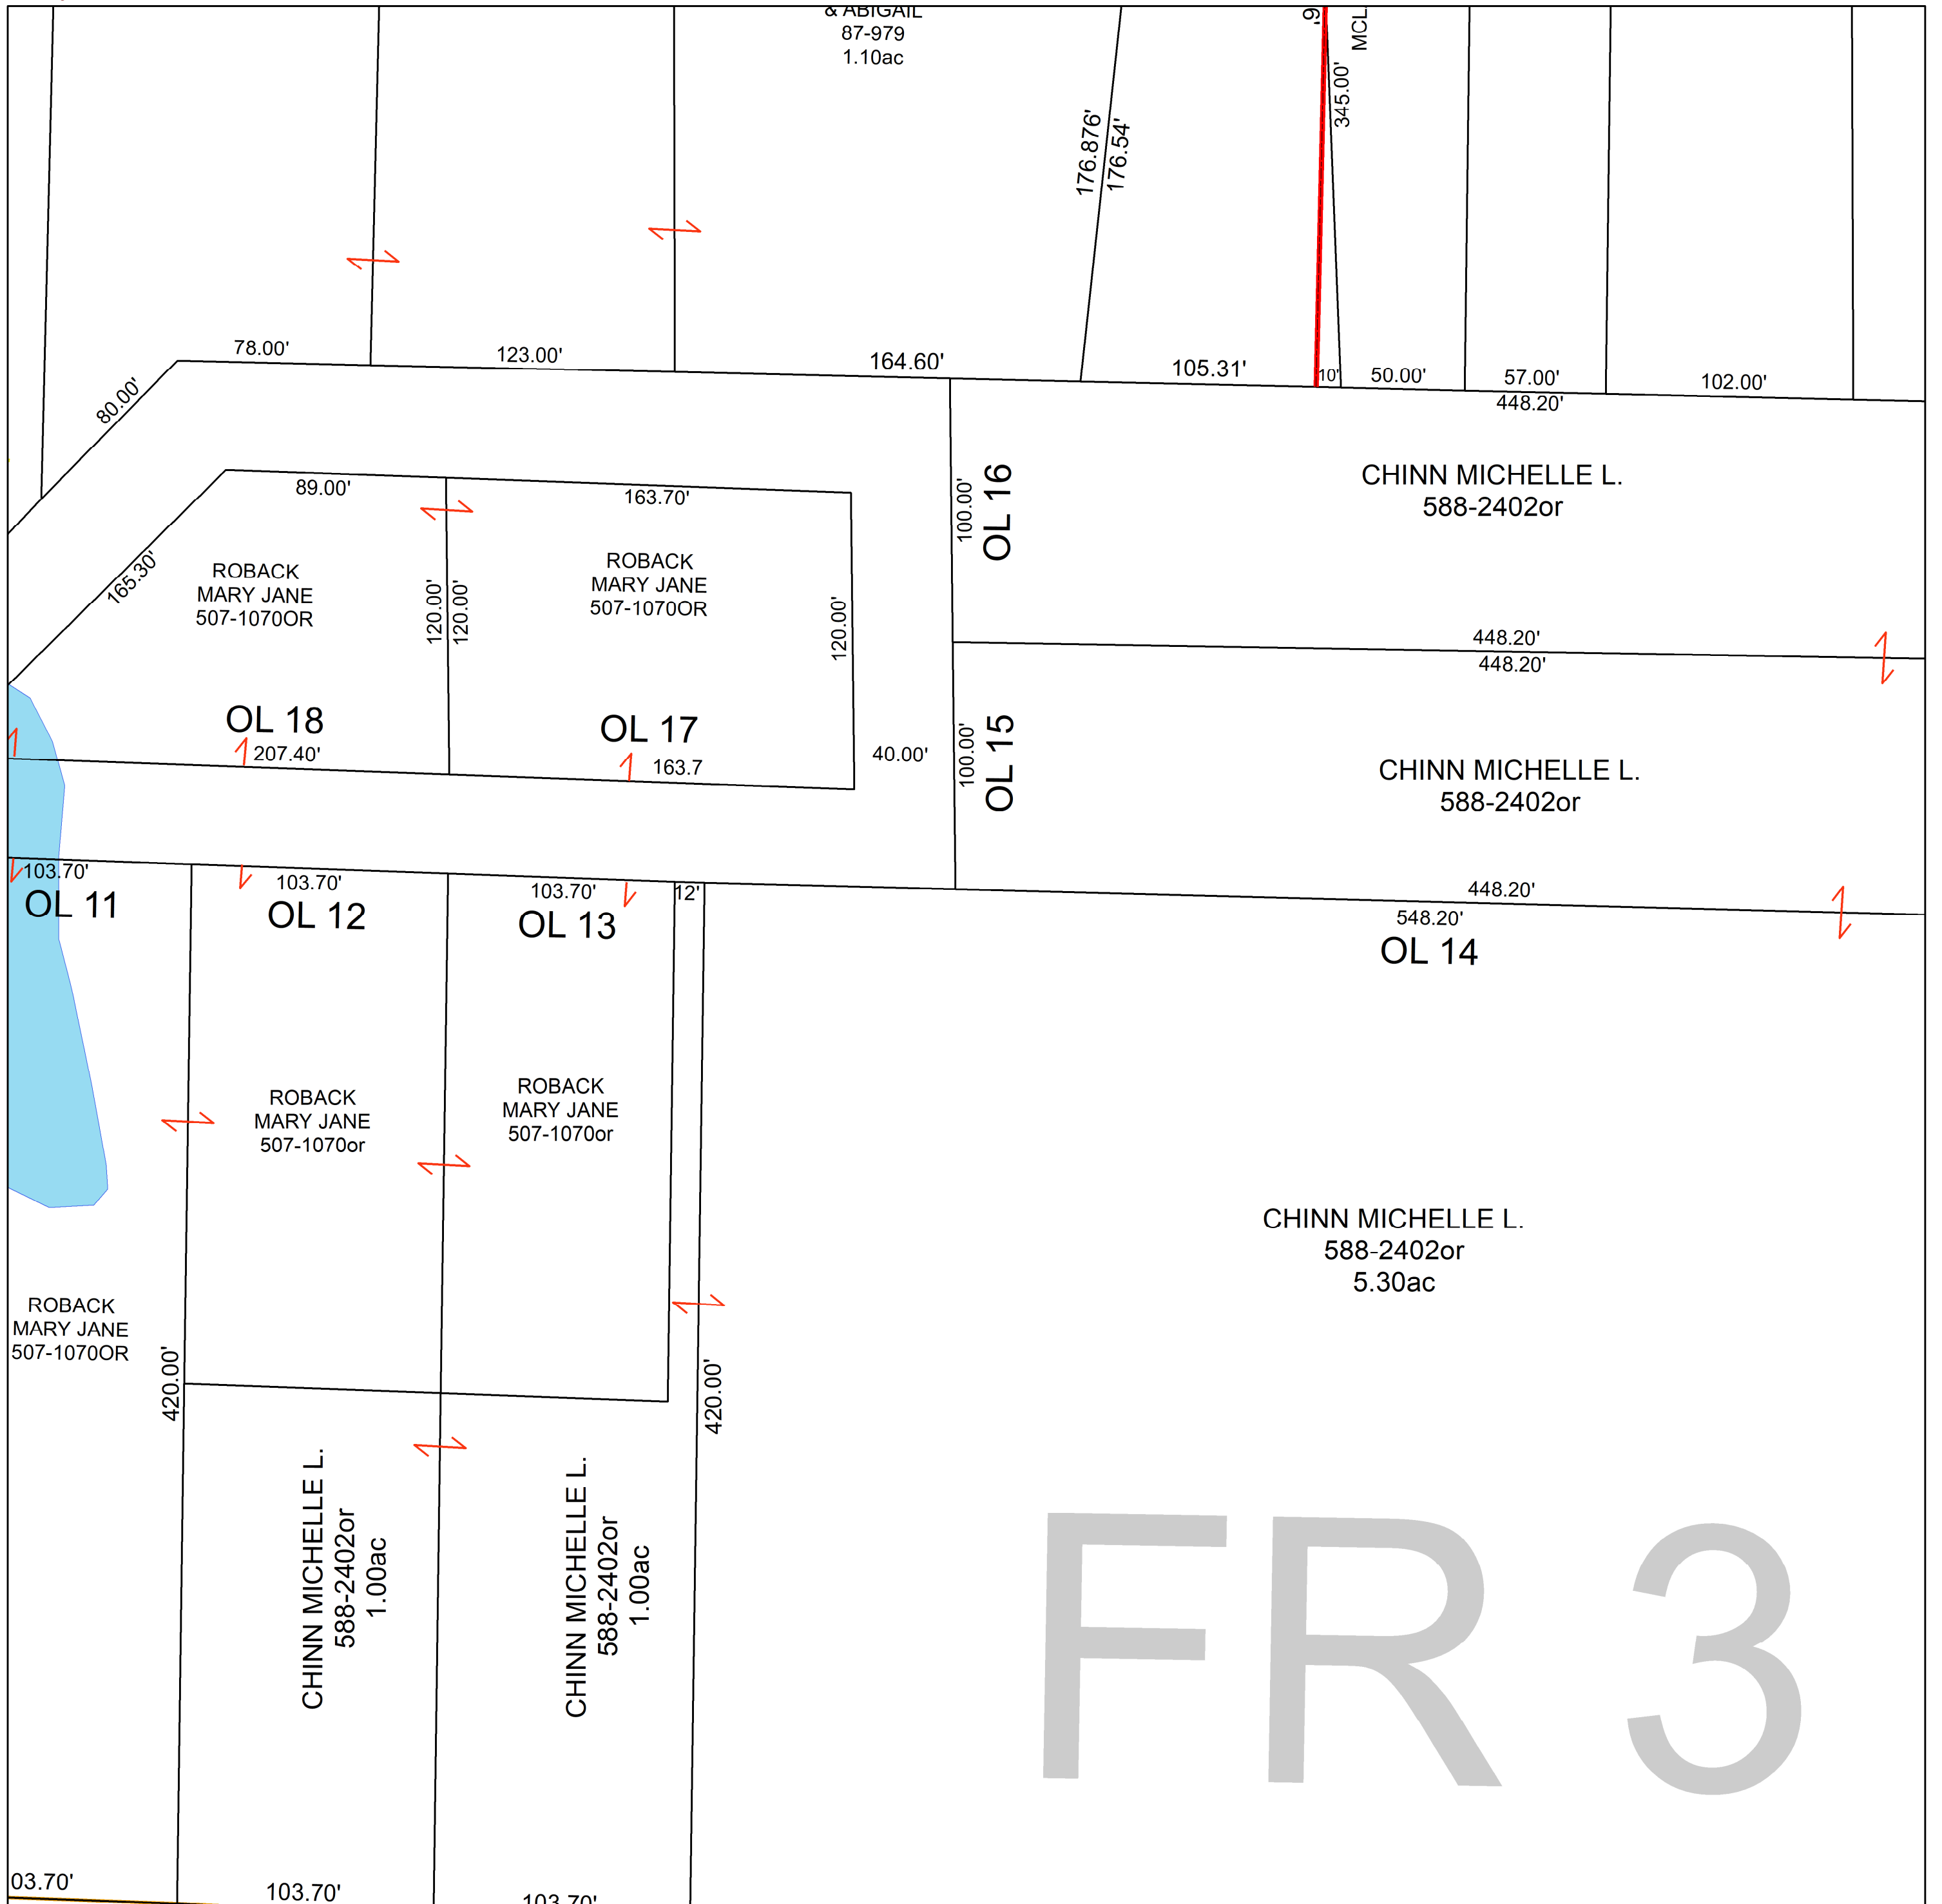 & ABIGAIL
87-979
1.10ac
6'
MCL
345.00'
176.876'
176.54'
78.00'
123.00'
164.60'
105.31'
10'
50.00'
57.00'
102.00'
448.20'
80.00'
89.00'
163.70'
165.30'
ROBACK
MARY JANE
507-1070OR
120.00'
120.00'
ROBACK
MARY JANE
507-1070OR
120.00'
100.00'
OL 16
CHINN MICHELLE L.
588-2402or
448.20'
448.20'
OL 18
207.40'
OL 17
163.7
40.00'
100.00'
OL 15
CHINN MICHELLE L.
588-2402or
103.70'
OL 11
103.70'
OL 12
103.70'
OL 13
12'
448.20'
548.20'
OL 14
ROBACK
MARY JANE
507-1070or
ROBACK
MARY JANE
507-1070or
CHINN MICHELLE L.
588-2402or
5.30ac
ROBACK
MARY JANE
507-1070OR
420.00'
420.00'
CHINN MICHELLE L.
588-2402or
1.00ac
CHINN MICHELLE L.
588-2402or
1.00ac
FR 3
03.70'
103.70'
103.70'